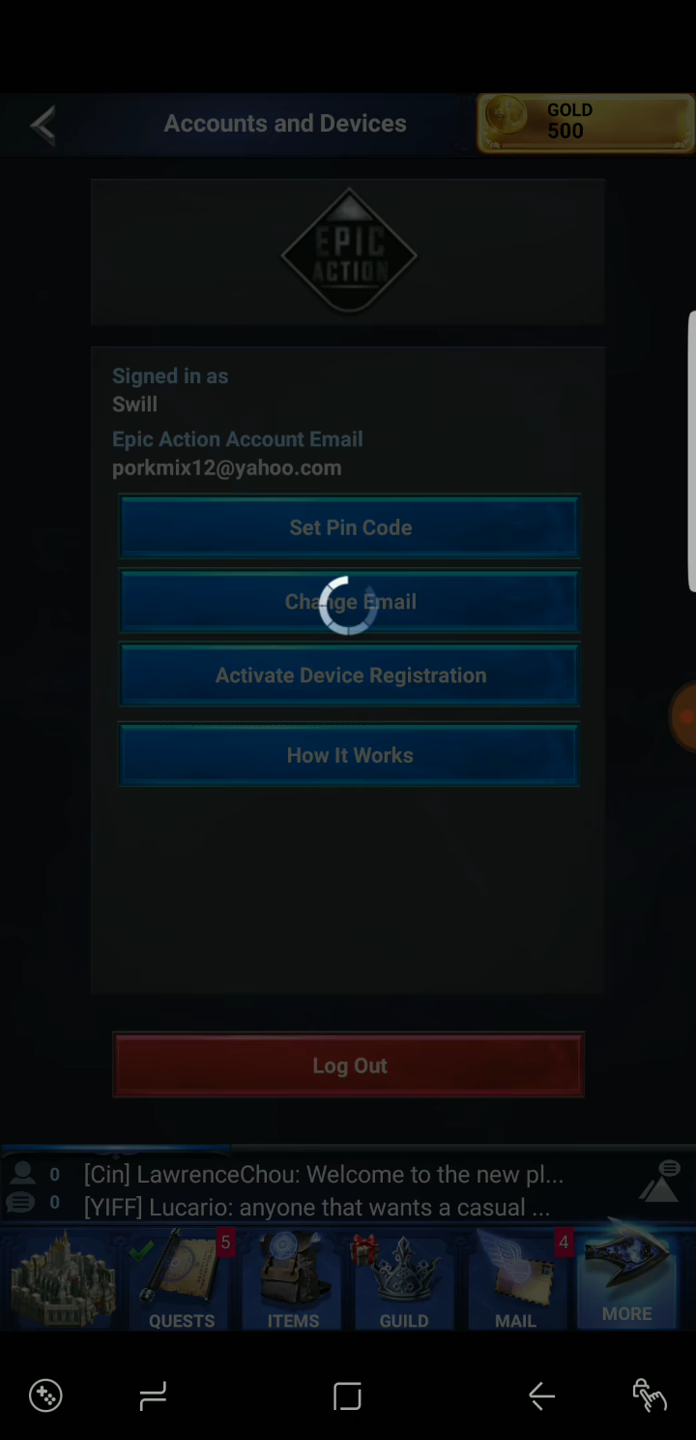 Accounts and Devices
GOLD
500
EPIC
ACTION
Signed in as
Swill
Epic Action Account Email
porkmix12@yahoo.com
Set Pin Code
Change Email
Activate Device Registration
How It Works
Log Out
0 [Cin] LawrenceChou: Welcome to the new pl...
0 [YIFF] Lucario: anyone that wants a casual ...
5
4
QUESTS
ITEMS
GUILD
MAIL
MORE